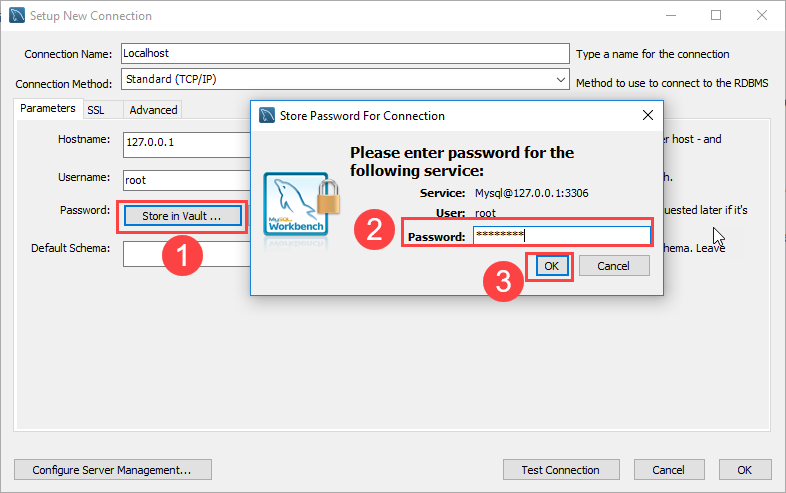 Setup New Connection
Connection Name: Localhost Type a name for the connection
Connection Method: Standard (TCP/IP) Method to use to connect to the RDBMS
Parameters SSL Advanced
Store Password For Connection
Hostname: 127.0.0.1 er host - and
Please enter password for the
following service:
Username: root h.
Service: Mysql@127.0.0.1:3306
Password: Store in Vault ... uested later if it's
User: root
1
2
Password: ********
Default Schema: hema. Leave
MySQL
Workbench
3
OK Cancel
Configure Server Management... Test Connection Cancel OK